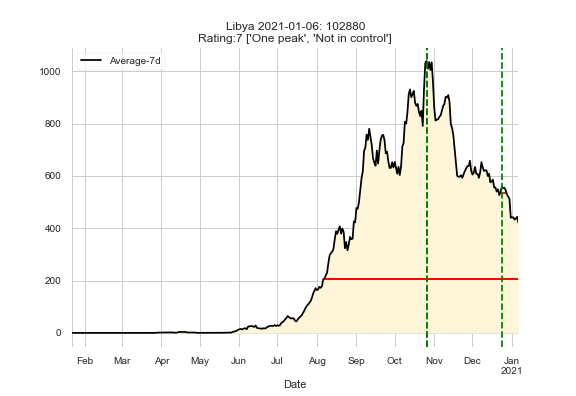 Libya 2021-01-06: 102880
Rating:7 ['One peak', 'Not in control']
Average-7d
1000
800
600
400
200
0
Feb Mar Apr May Jun Jul Aug Sep Oct Nov Dec Jan
2021
Date